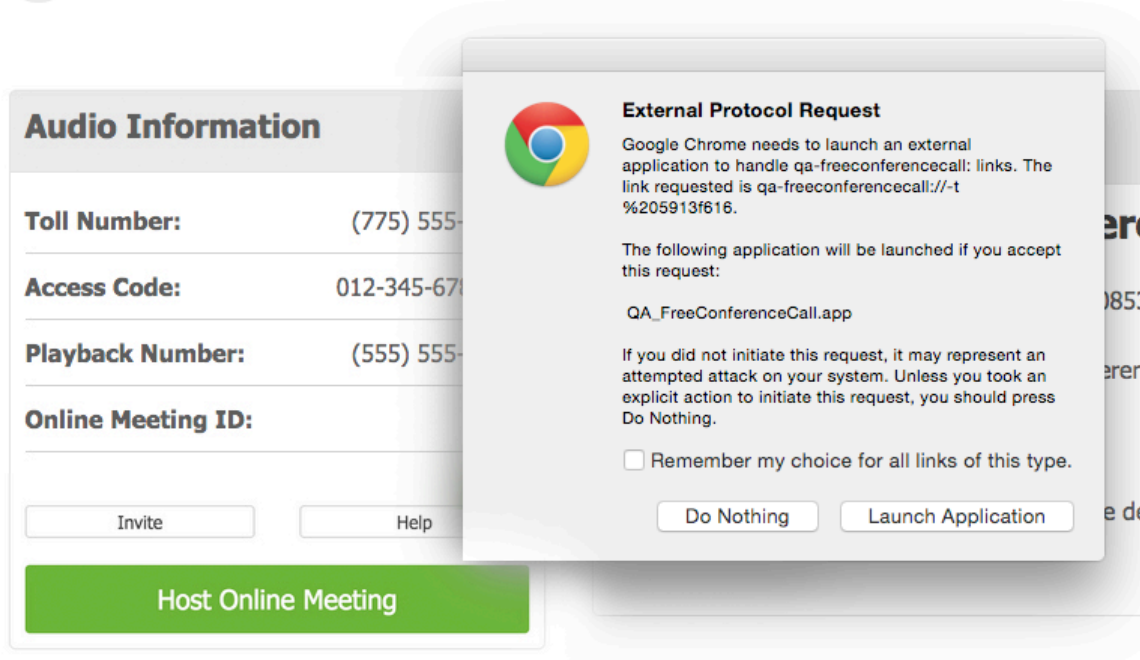 Audio Information
Toll Number: (775) 555-
Access Code: 012-345-678
Playback Number: (555) 555-
Online Meeting ID:
Invite Help
Host Online Meeting
External Protocol Request
Google Chrome needs to launch an external
application to handle qa-freeconferencecall: links. The
link requested is qa-freeconferencecall://-t
%205913f616.
The following application will be launched if you accept
this request:
QA_FreeConferenceCall.app
If you did not initiate this request, it may represent an
attempted attack on your system. Unless you took an
explicit action to initiate this request, you should press
Do Nothing.
Remember my choice for all links of this type.
Do Nothing Launch Application